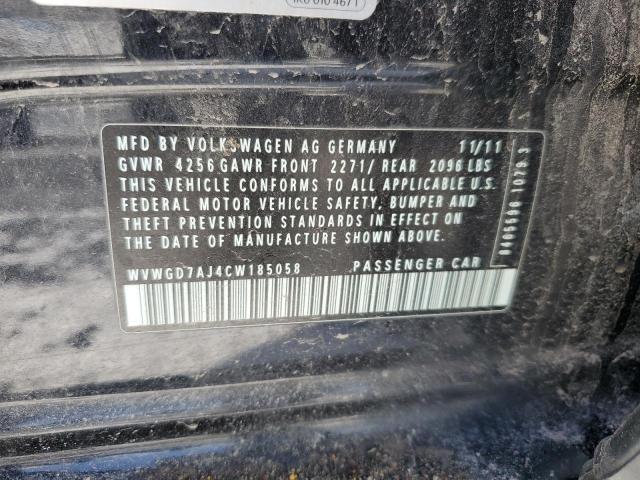 MFD BY VOLKSWAGEN AG GERMANY 11/11
GVWR 4256 GAWR FRONT 2271/ REAR 2096 LBS
THIS VEHICLE CONFORMS TO ALL APPLICABLE U.S.
FEDERAL MOTOR VEHICLE SAFETY, BUMPER AND
THEFT PREVENTION STANDARDS IN EFFECT ON
THE DATE OF MANUFACTURE SHOWN ABOVE.
WVWGD7AJ4CW185058 PASSENGER CAR